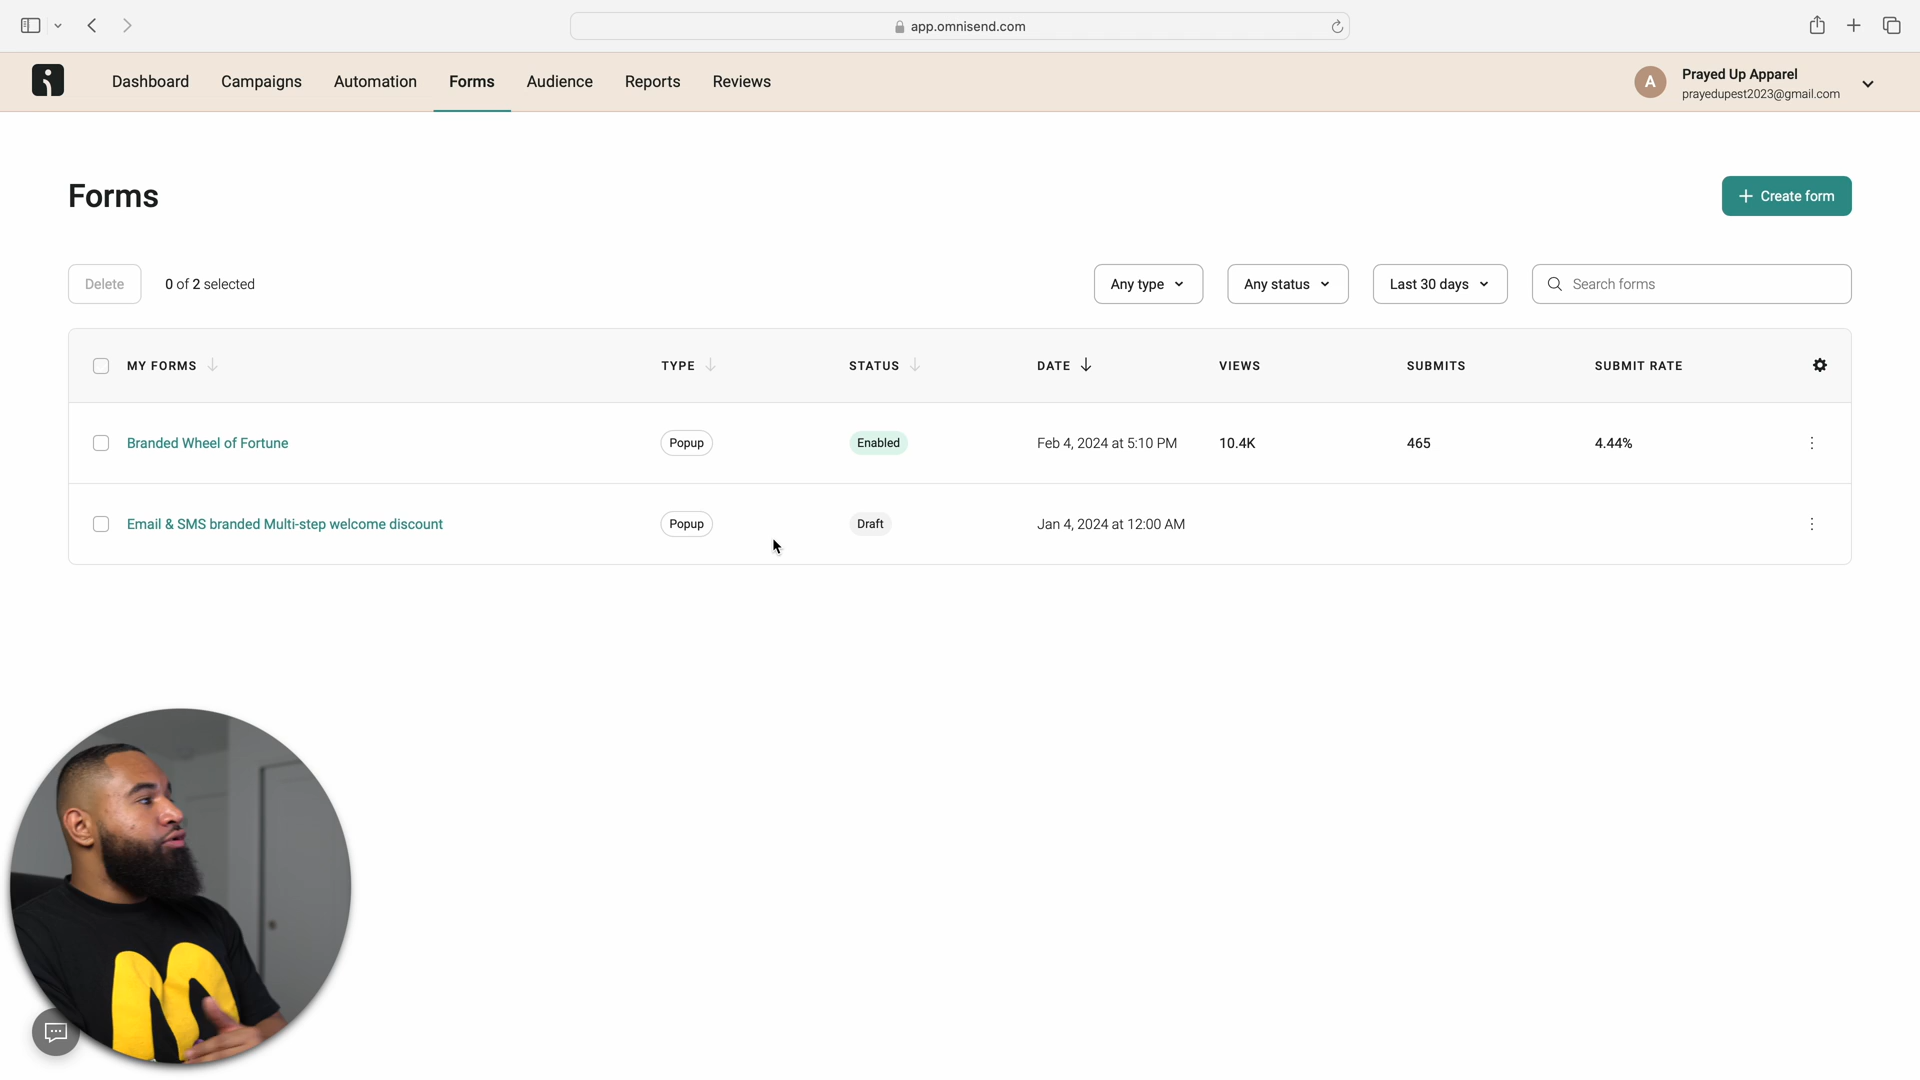 app.omnisend.com
Dashboard
Campaigns
Automation
Forms
Audience
Reports
Reviews
A
Prayed Up Apparel
prayedupest2023@gmail.com
Forms
+ Create form
Delete
0 of 2 selected
Any type
Any status
Last 30 days
Search forms
MY FORMS
TYPE
STATUS
DATE
VIEWS
SUBMITS
SUBMIT RATE
Branded Wheel of Fortune
Popup
Enabled
Feb 4, 2024 at 5:10 PM
10.4K
465
4.44%
Email & SMS branded Multi-step welcome discount
Popup
Draft
Jan 4, 2024 at 12:00 AM